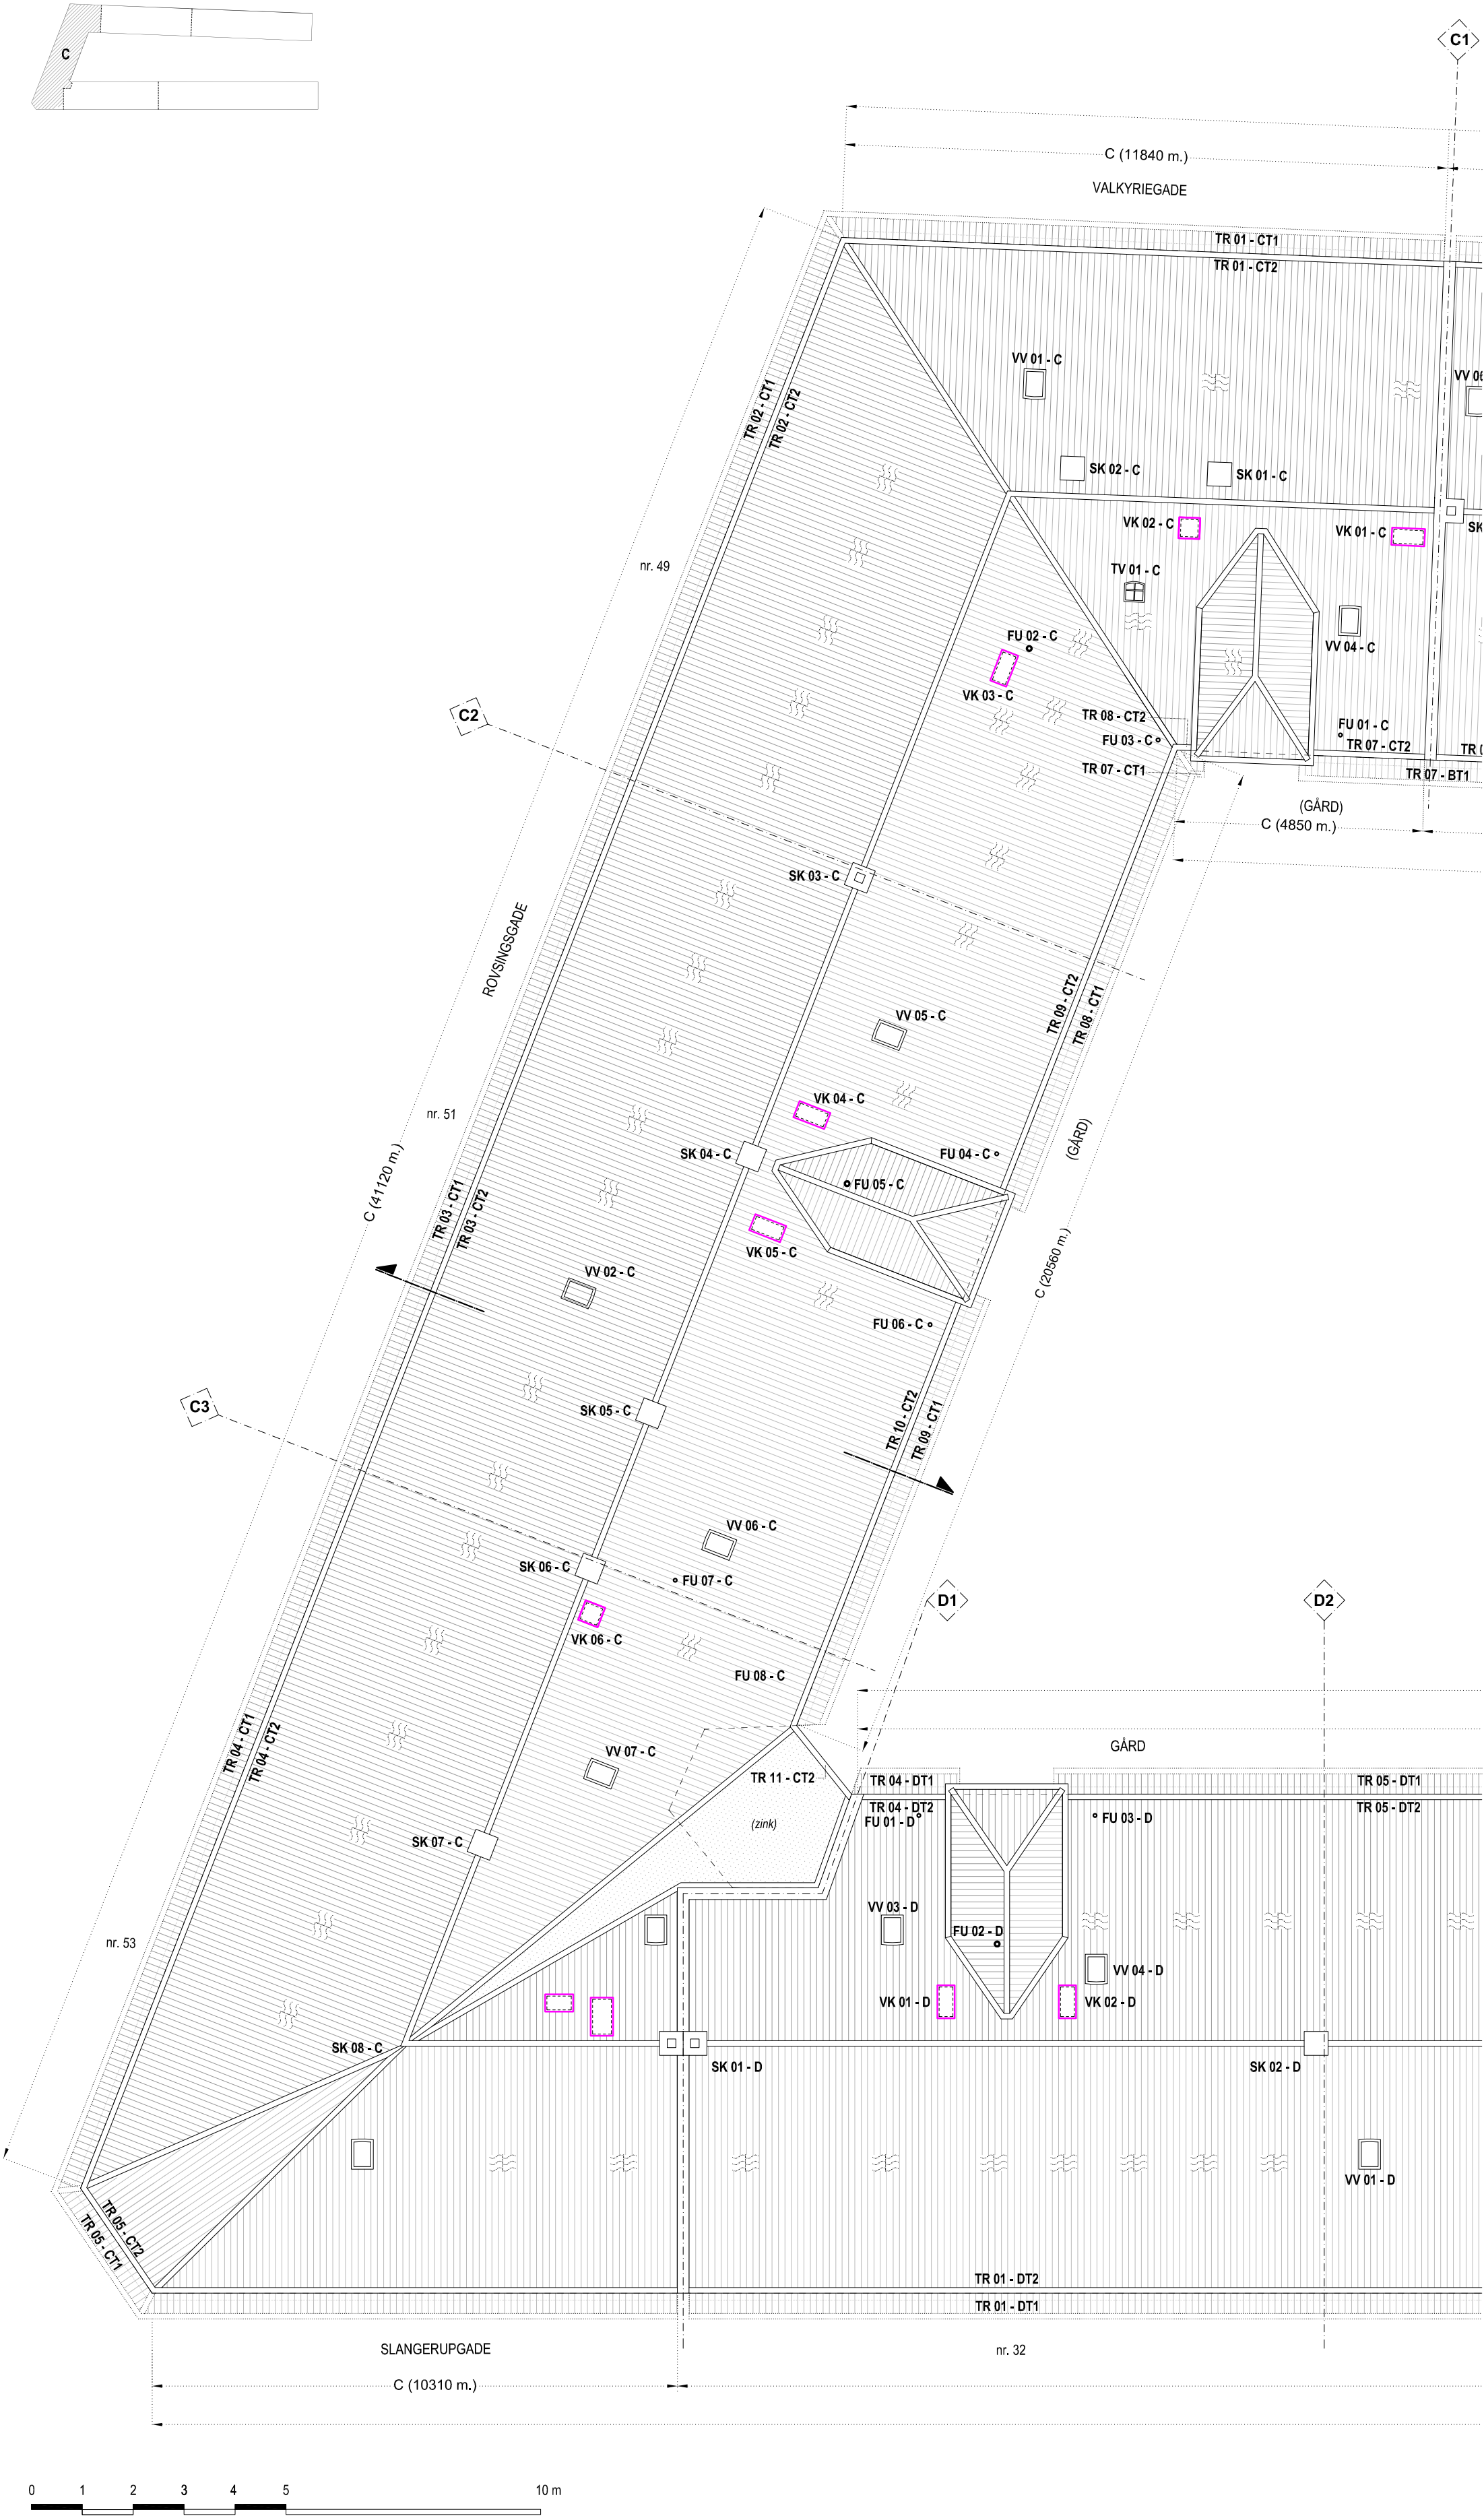 C
C1
C (11840 m.)
VALKYRIEGADE
TR 01 - CT1
TR 01 - CT2
VV 01 - C
TR 02 - CT1
TR 02 - CT2
SK 02 - C
SK 01 - C
VK 02 - C
VK 01 - C
SK
nr. 49
TV 01 - C
FU 02 - C
VV 04 - C
VK 03 - C
C2
TR 08 - CT2
FU 01 - C
FU 03 - C
TR 07 - CT2
TR 07 - CT1
TR 07 - BT1
(GÅRD)
C (4850 m.)
SK 03 - C
ROVSINGSGADE
TR 09 - CT2
TR 08 - CT1
VV 05 - C
VK 04 - C
nr. 51
(GÅRD)
SK 04 - C
FU 04 - C
FU 05 - C
C (41120 m.)
TR 03 - CT1
TR 03 - CT2
VK 05 - C
VV 02 - C
C (20560 m.)
FU 06 - C
C3
SK 05 - C
TR 10 - CT2
TR 09 - CT1
VV 06 - C
SK 06 - C
FU 07 - C
D1
D2
VK 06 - C
FU 08 - C
TR 04 - CT1
TR 04 - CT2
GÅRD
VV 07 - C
TR 11 - CT2
TR 04 - DT1
TR 05 - DT1
TR 04 - DT2
TR 05 - DT2
FU 01 - D
FU 03 - D
(zink)
SK 07 - C
VV 03 - D
FU 02 - D
nr. 53
VV 04 - D
VK 01 - D
VK 02 - D
SK 08 - C
SK 01 - D
SK 02 - D
VV 01 - D
TR 05 - CT2
TR 05 - CT1
TR 01 - DT2
TR 01 - DT1
SLANGERUPGADE
nr. 32
C (10310 m.)
0 1 2 3 4 5 10 m